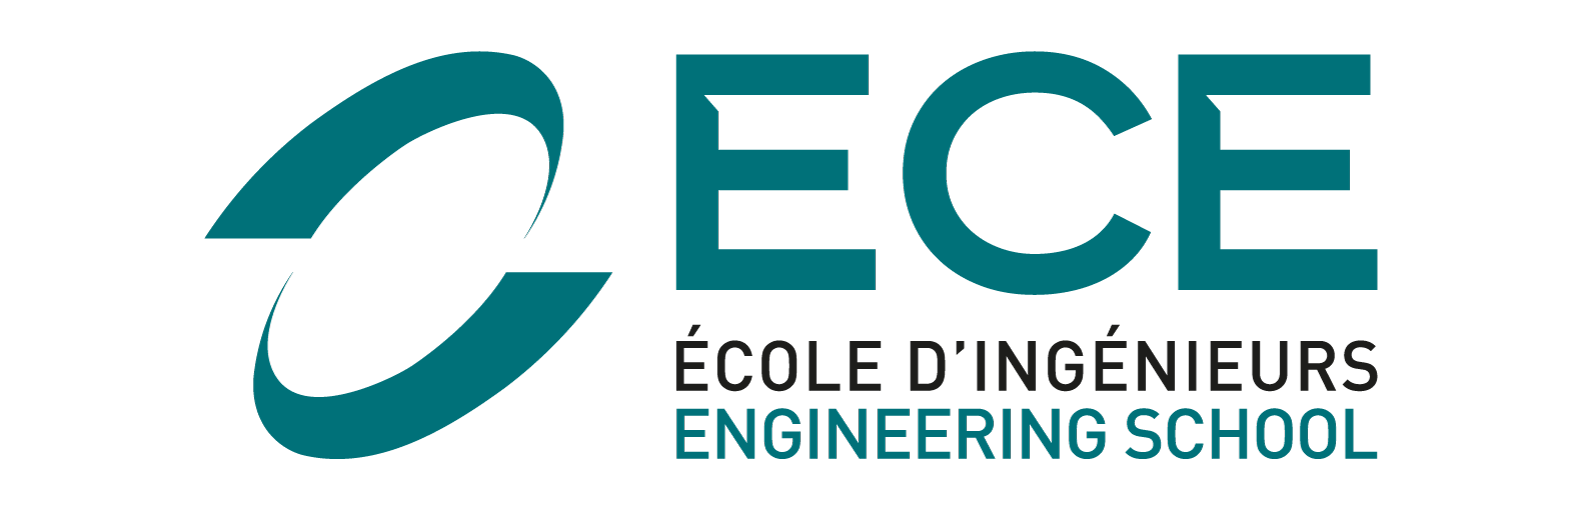 ECE
ÉCOLE D’INGÉNIEURS
ENGINEERING SCHOOL